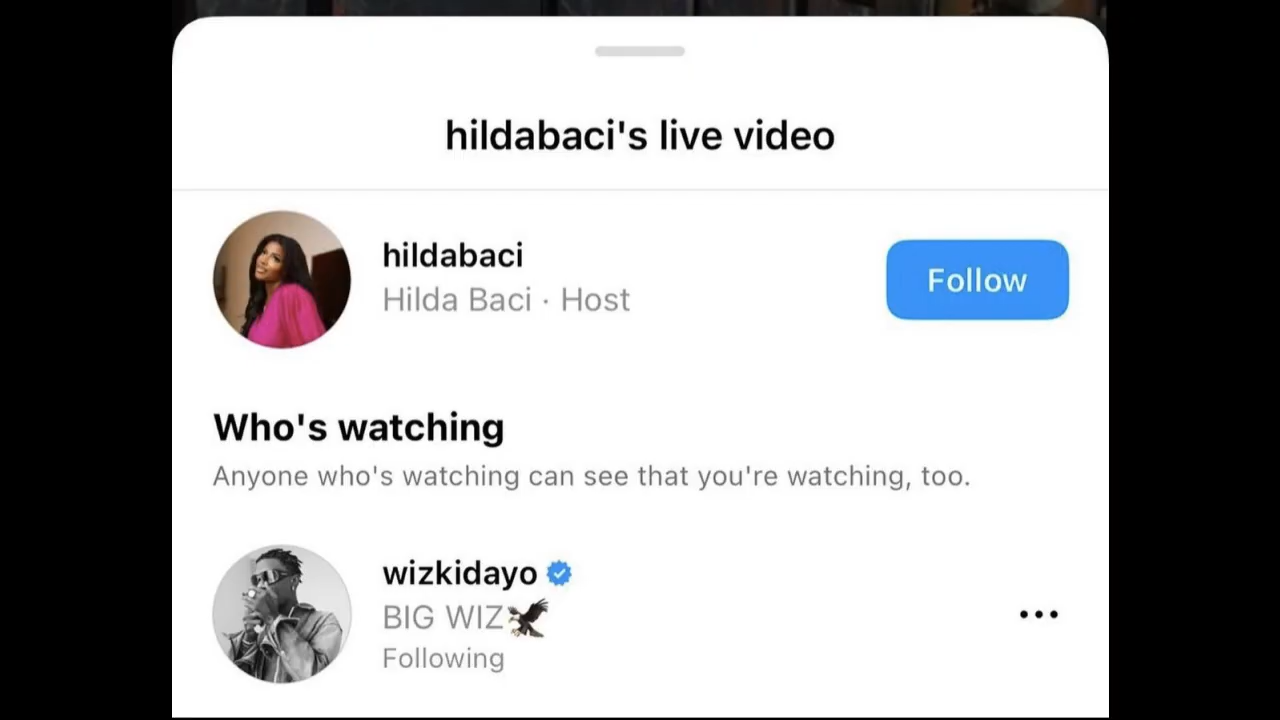 hildabaci's live video
hildabaci
Hilda Baci · Host
Follow
Who's watching
Anyone who's watching can see that you're watching, too.
wizkidayo
BIG WIZ🦅
Following